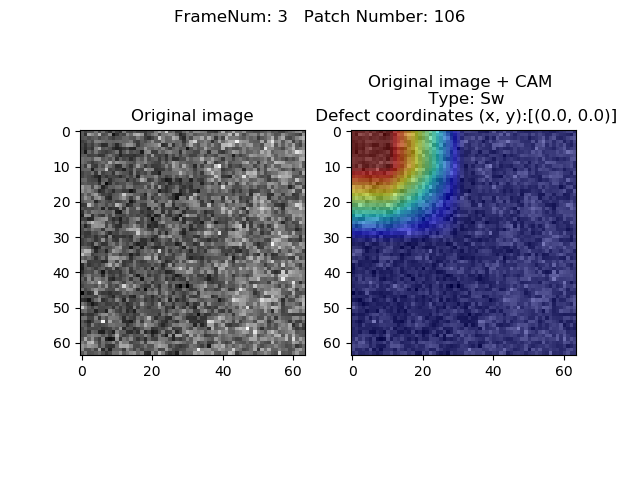 FrameNum: 3   Patch Number: 106
Original image
0
10
20
30
40
50
60
0 20 40 60
Original image + CAM
Type: Sw
Defect coordinates (x, y):[(0.0, 0.0)]
0
10
20
30
40
50
60
0 20 40 60